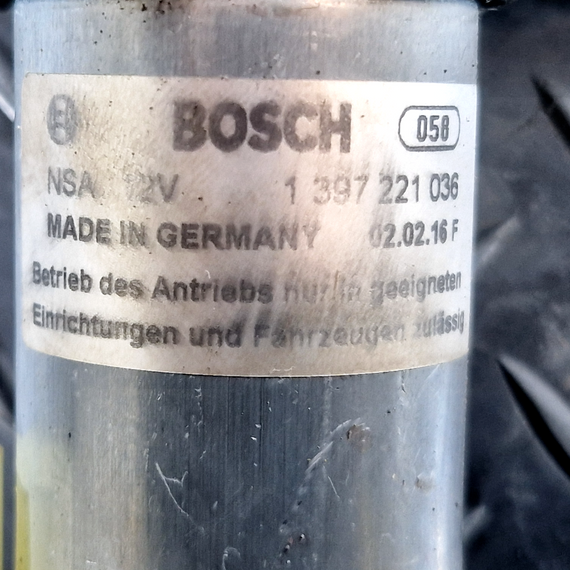 BOSCH 058
NSA 12V 1 397 221 036
MADE IN GERMANY 02.02.16 F
Betrieb des Antriebs nur in geeigneten
Einrichtungen und Fahrzeugen zulässig